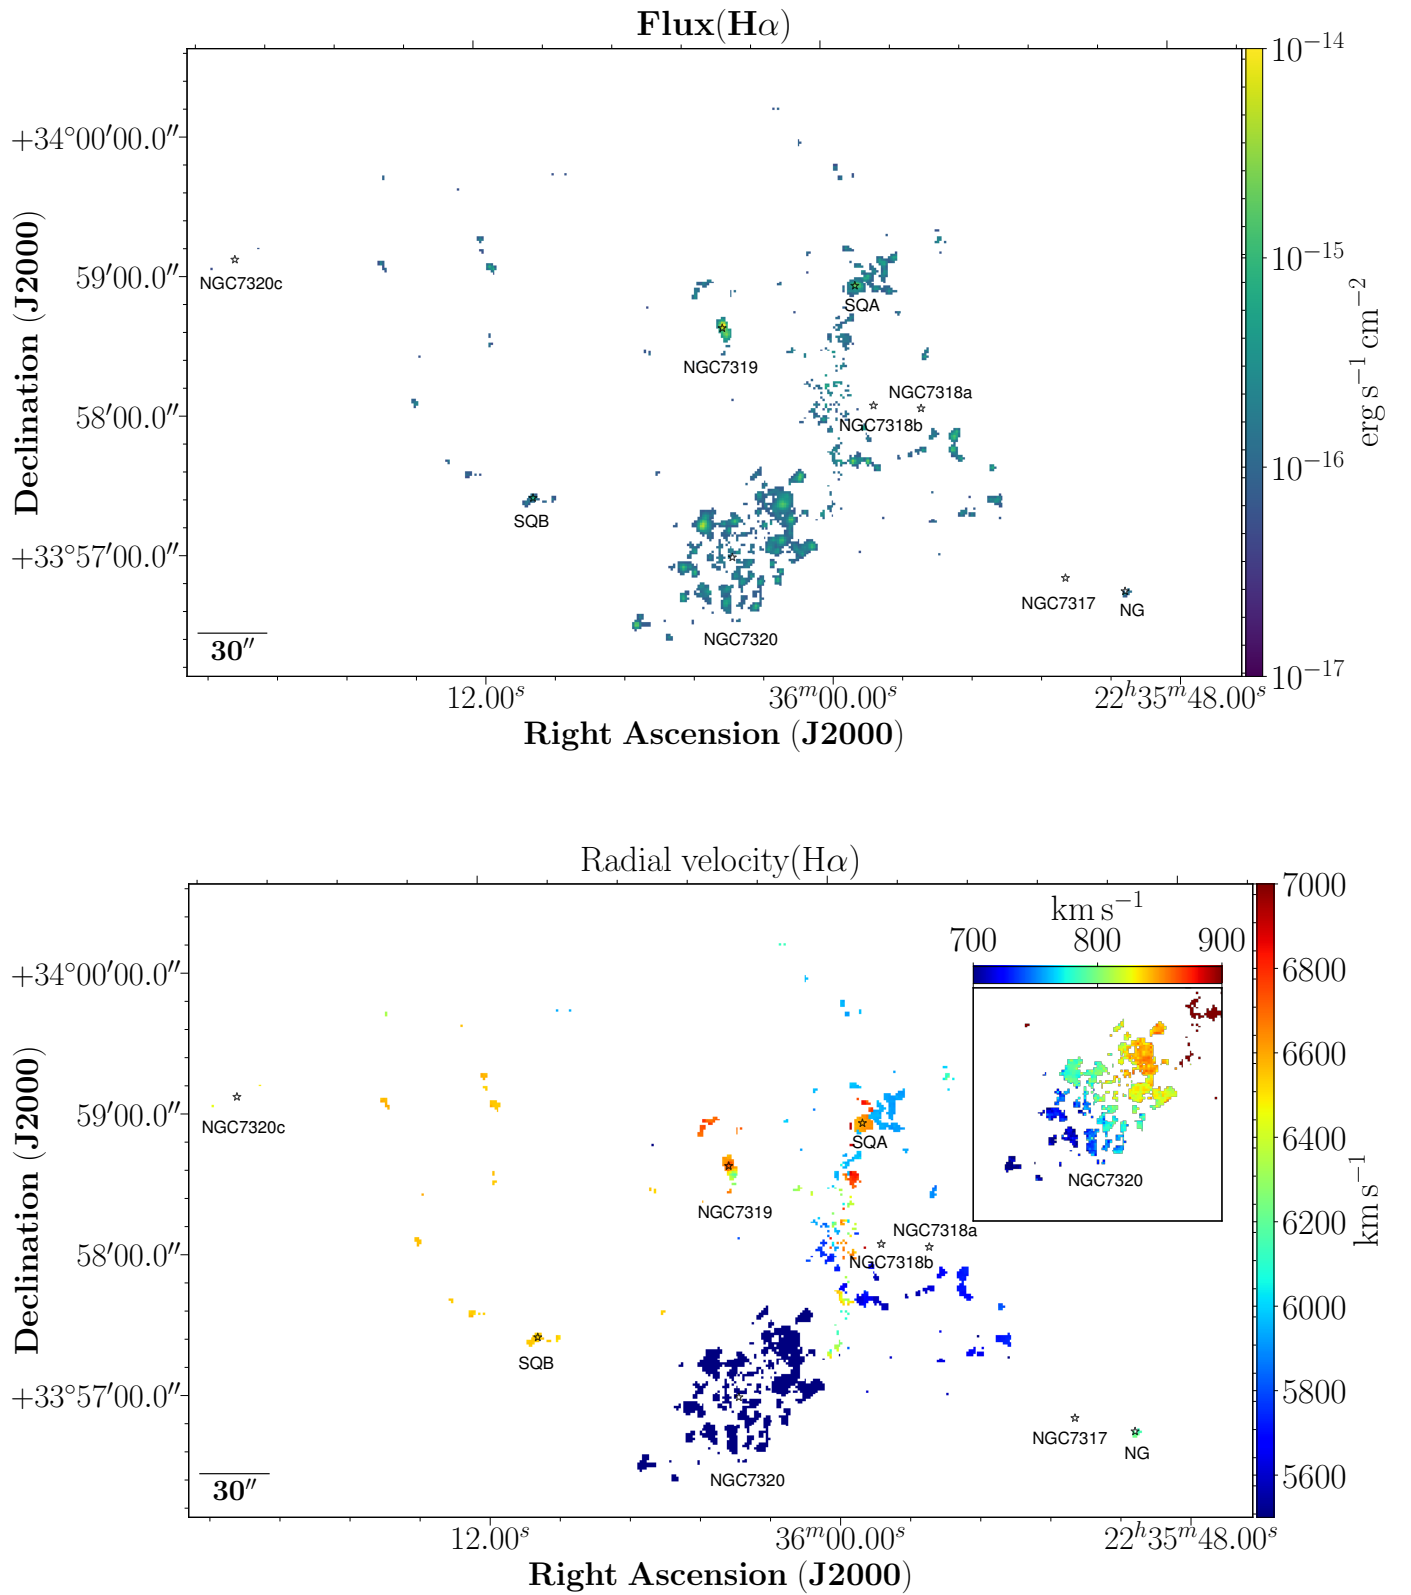 Flux(Hα)
10⁻¹⁴
+34°00′00.0″
Declination (J2000)
59′00.0″
NGC7320c
SQA
10⁻¹⁵
NGC7319
NGC7318a
58′00.0″
NGC7318b
erg s⁻¹ cm⁻²
10⁻¹⁶
SQB
+33°57′00.0″
NGC7317
NG
NGC7320
30″
10⁻¹⁷
12.00ˢ
36ᵐ00.00ˢ
22ʰ35ᵐ48.00ˢ
Right Ascension (J2000)
Radial velocity(Hα)
km s⁻¹
700
800
900
7000
+34°00′00.0″
6800
Declination (J2000)
6600
59′00.0″
NGC7320c
SQA
6400
NGC7320
NGC7319
NGC7318a
6200
km s⁻¹
58′00.0″
NGC7318b
6000
SQB
+33°57′00.0″
5800
NGC7317
NG
NGC7320
5600
30″
12.00ˢ
36ᵐ00.00ˢ
22ʰ35ᵐ48.00ˢ
Right Ascension (J2000)